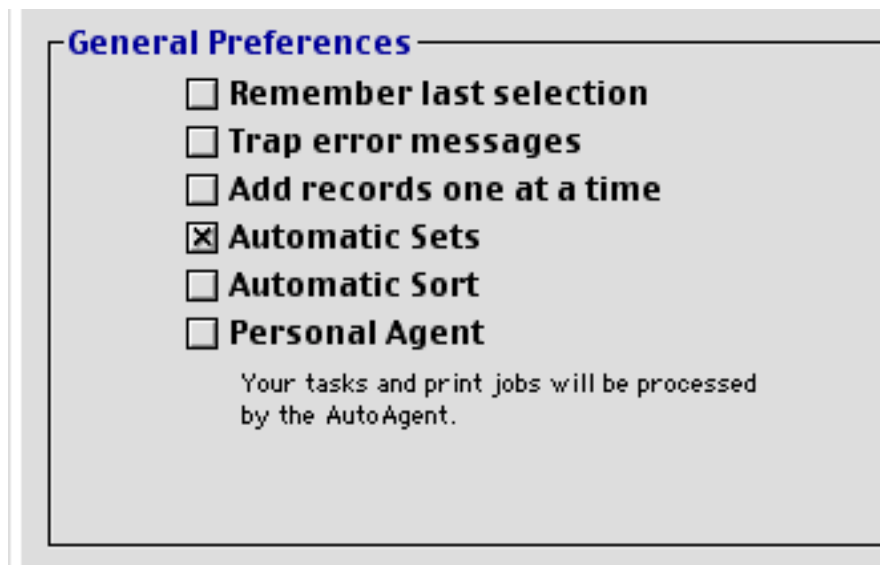 General Preferences
Remember last selection
Trap error messages
Add records one at a time
Automatic Sets
Automatic Sort
Personal Agent
Your tasks and print jobs will be processed
by the AutoAgent.